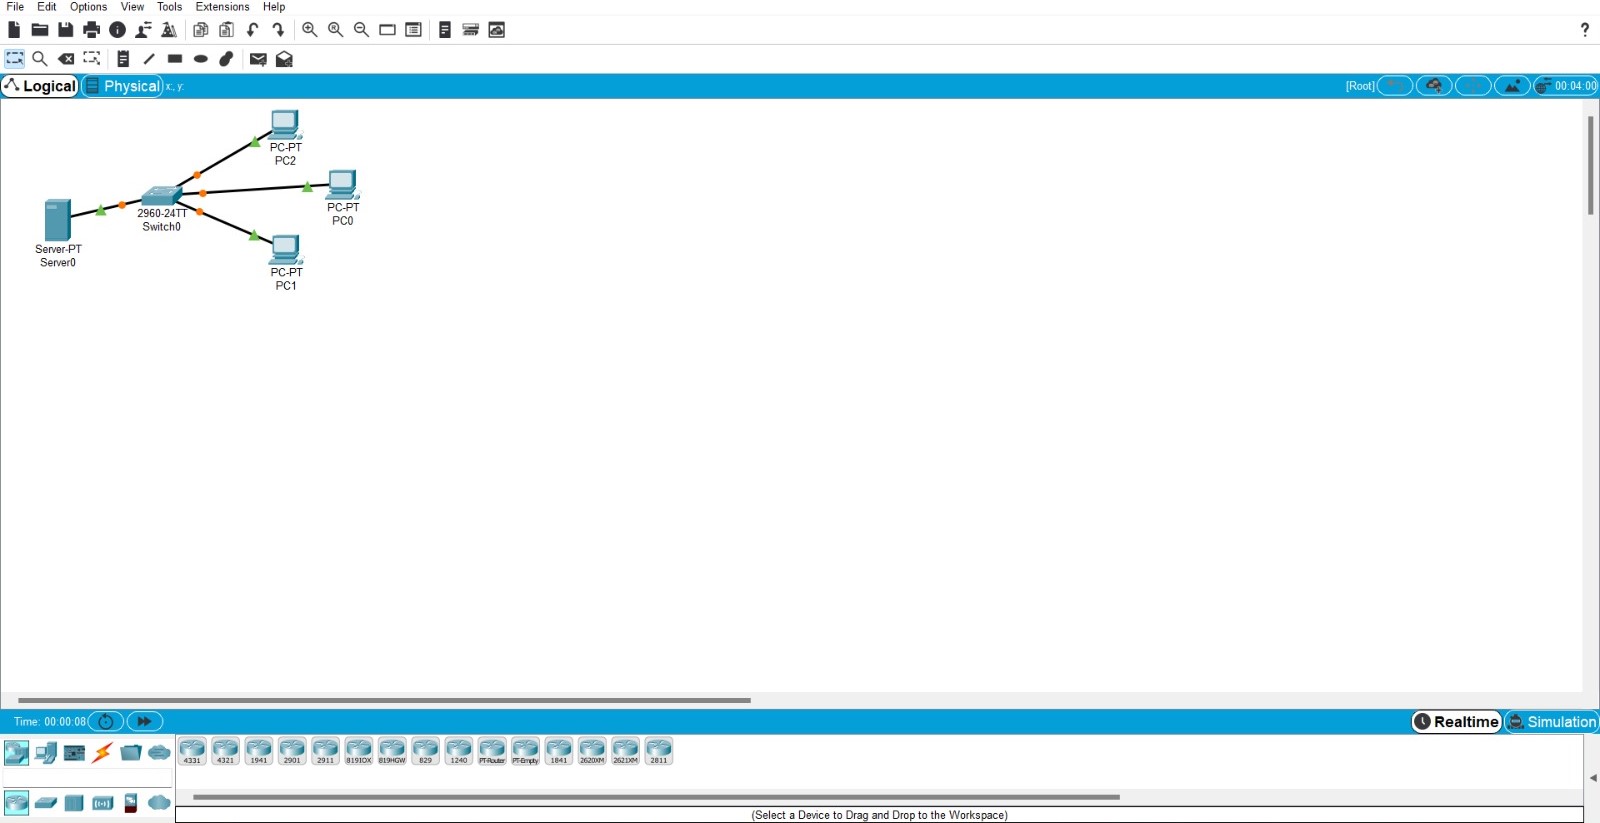 File Edit Options View Tools Extensions Help
?
Logical Physical x:, y: [Root] 00:04:00
PC-PT
PC2
PC-PT
PC0
2960-24TT
Switch0
Server-PT
Server0
PC-PT
PC1
Time: 00:00:08 Realtime Simulation
4331 4321 1941 2901 2911 819IOX 819HGW 829 1240 PT-Router PT-Empty 1841 2620XM 2621XM 2811
(Select a Device to Drag and Drop to the Workspace)